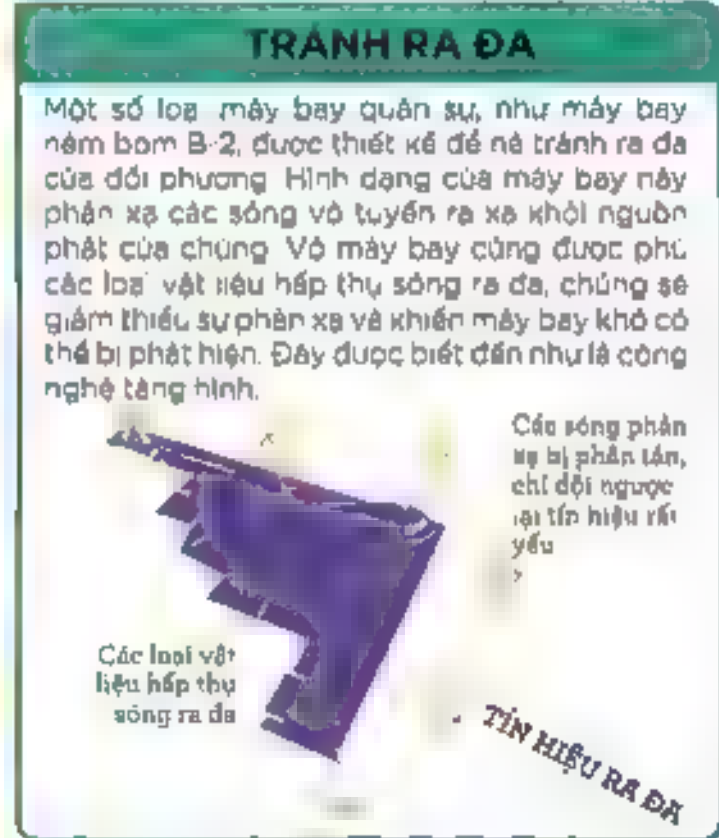 TRÁNH RA ĐA
Một số loại máy bay quân sự, như máy bay
ném bom B-2, được thiết kế để né tránh ra đa
của đối phương. Hình dạng của máy bay này
phản xạ các sóng vô tuyến ra xa khỏi nguồn
phát của chúng. Vỏ máy bay cũng được phủ
các loại vật liệu hấp thụ sóng ra đa, chúng sẽ
giảm thiểu sự phản xạ và khiến máy bay khó có
thể bị phát hiện. Đây được biết đến như là công
nghệ tàng hình.
Các sóng phản
xạ bị phân tán,
chỉ dội ngược
lại tín hiệu rất
yếu
Các loại vật
liệu hấp thụ
sóng ra đa
TÍN HIỆU RA ĐA